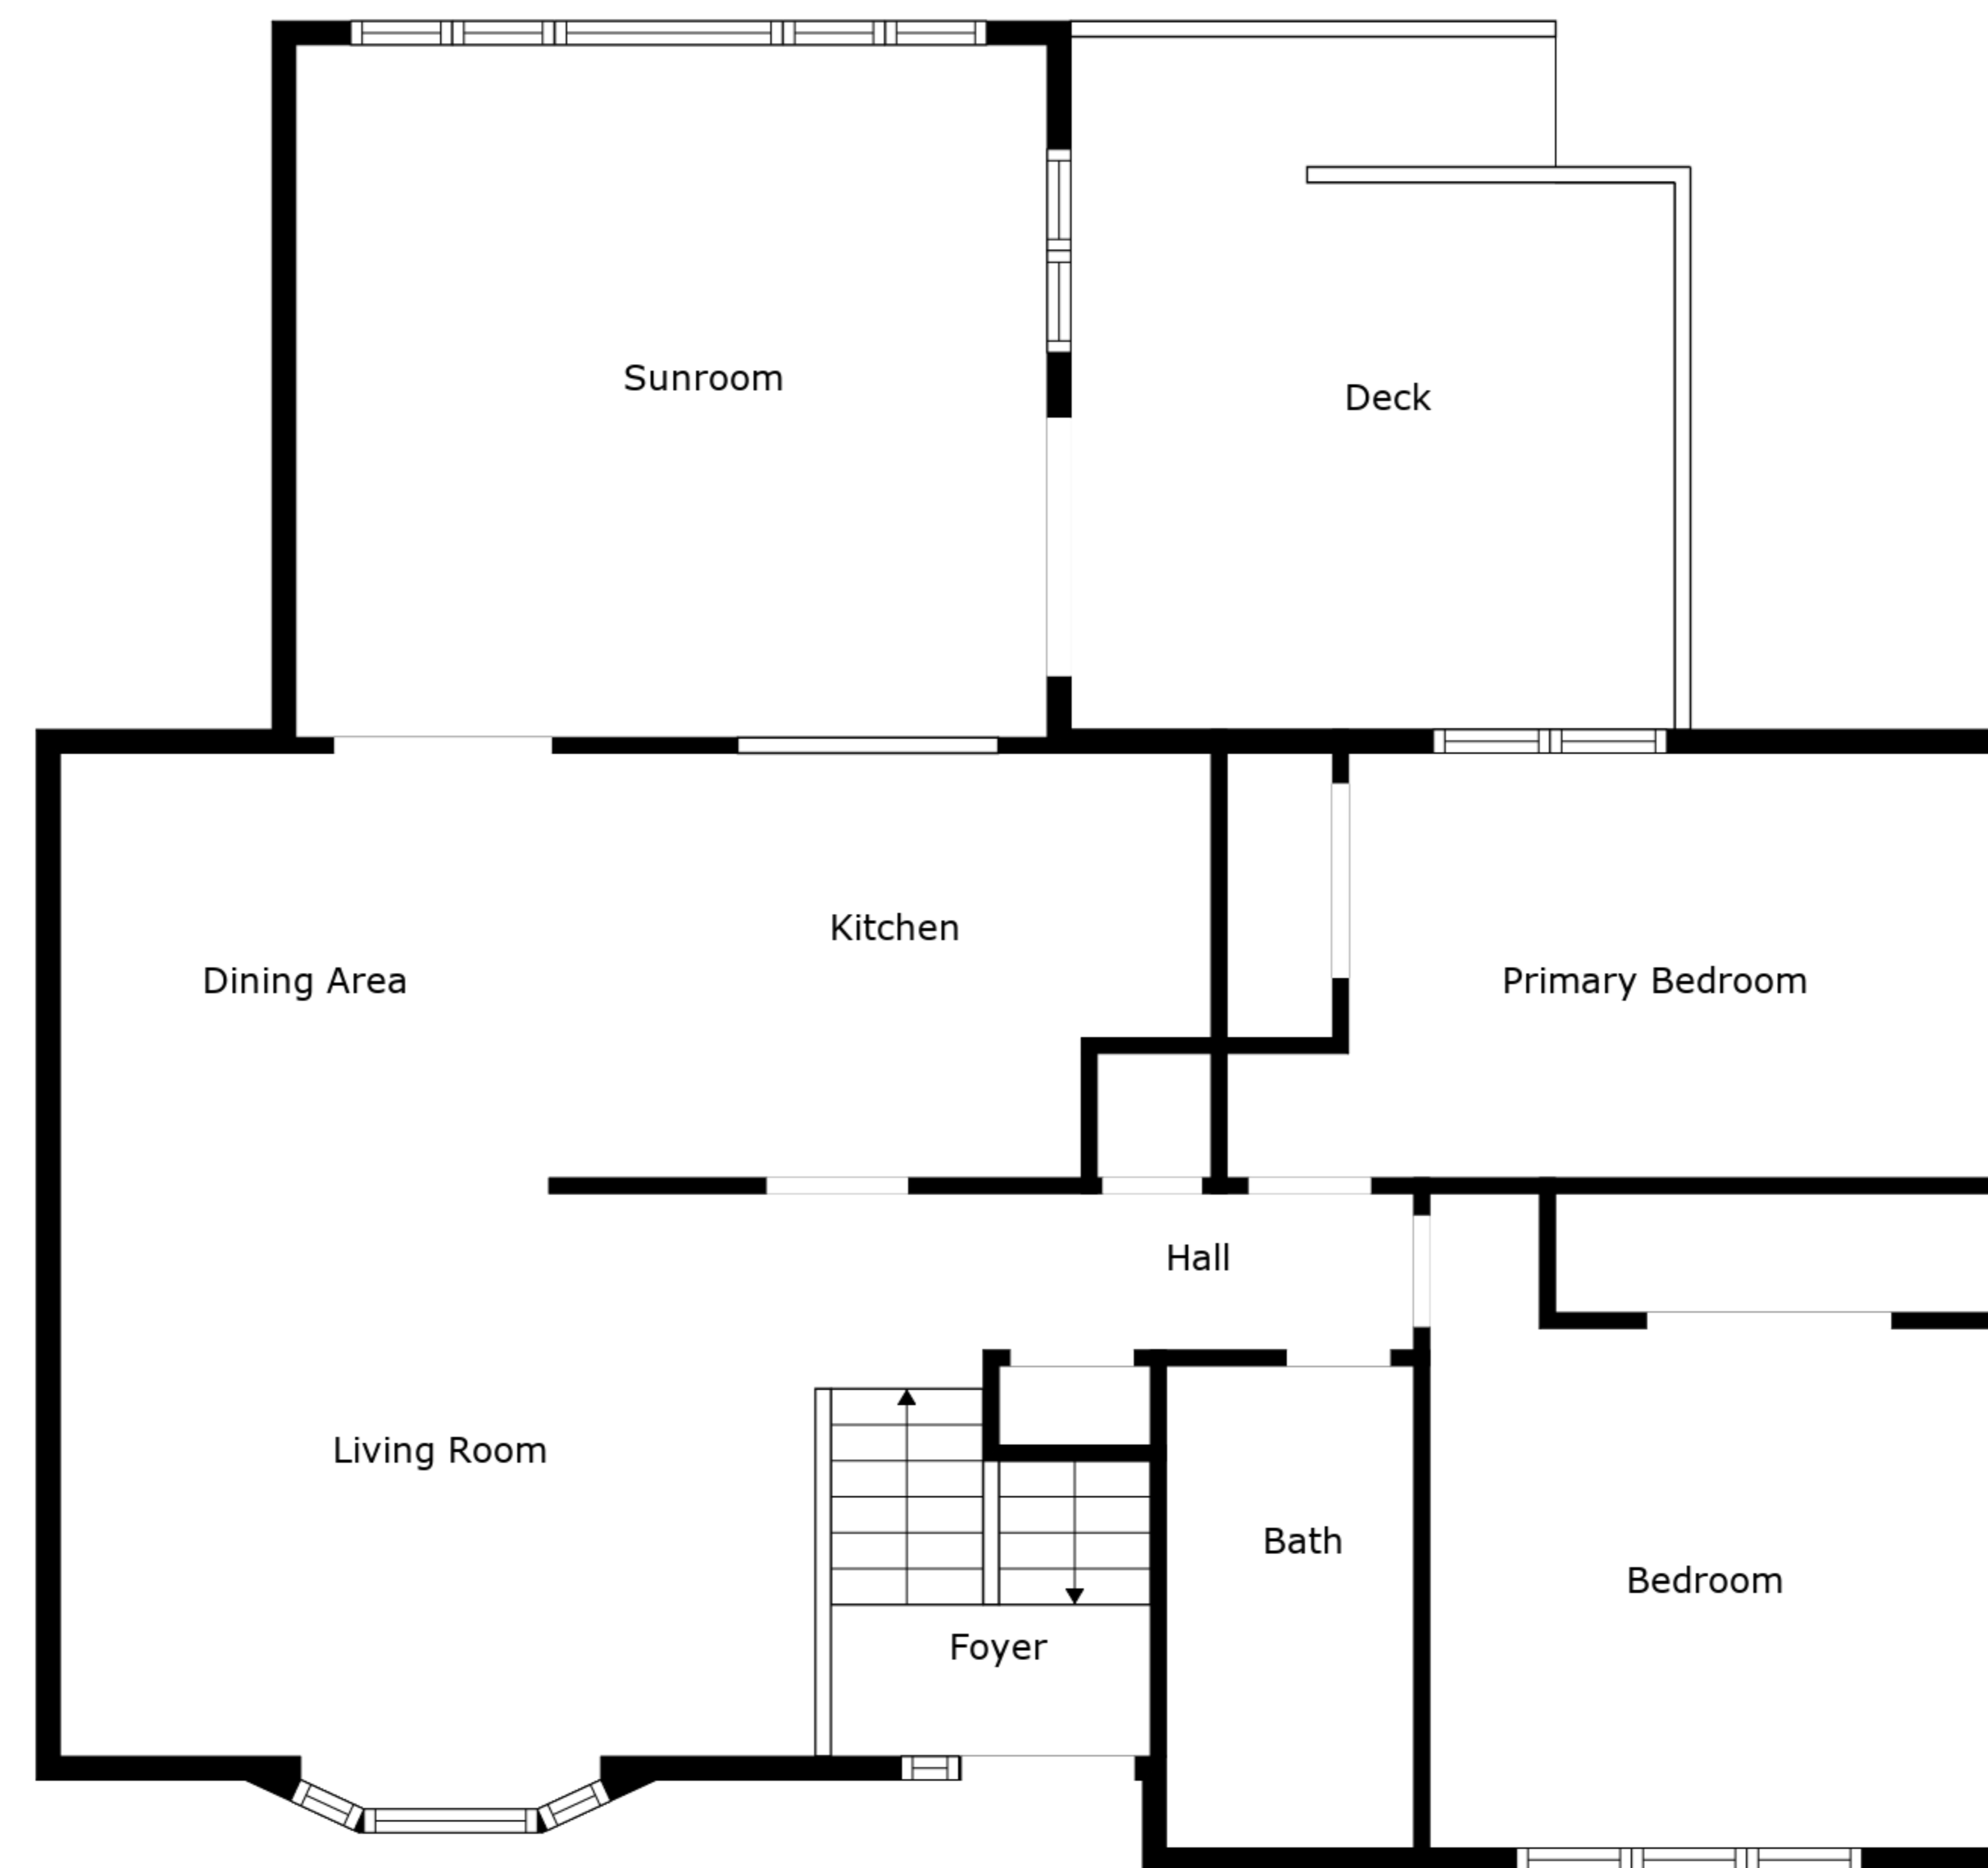 Sunroom
Deck
Kitchen
Dining Area
Primary Bedroom
Hall
Living Room
Bath
Bedroom
Foyer